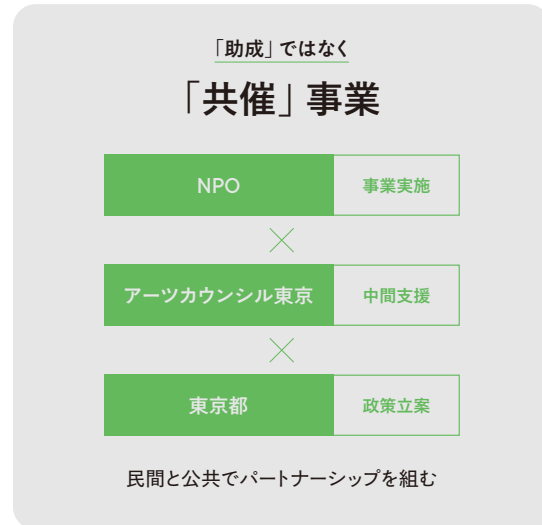 「助成」ではなく
「共催」事業
NPO 事業実施
×
アーツカウンシル東京 中間支援
×
東京都 政策立案
民間と公共でパートナーシップを組む